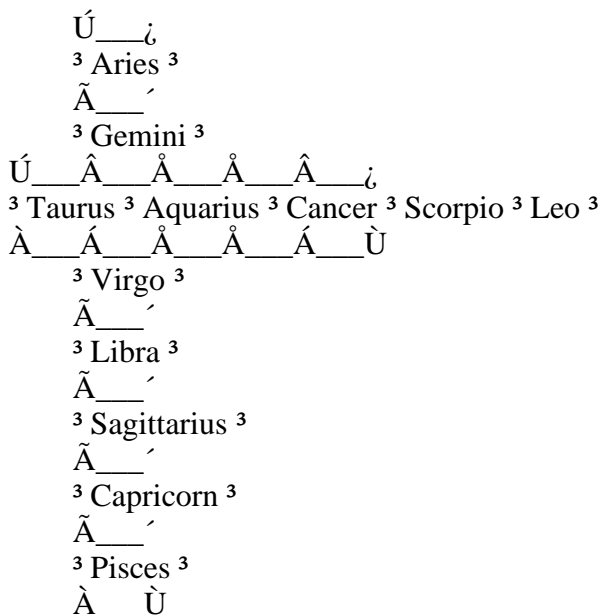 Ú___¿
³ Aries ³
Ã___´
³ Gemini ³
Ú___Â___Å___Å___Â___¿
³ Taurus ³ Aquarius ³ Cancer ³ Scorpio ³ Leo ³
À___Á___Å___Å___Á___Ù
³ Virgo ³
Ã___´
³ Libra ³
Ã___´
³ Sagittarius ³
Ã___´
³ Capricorn ³
Ã___´
³ Pisces ³
À___Ù